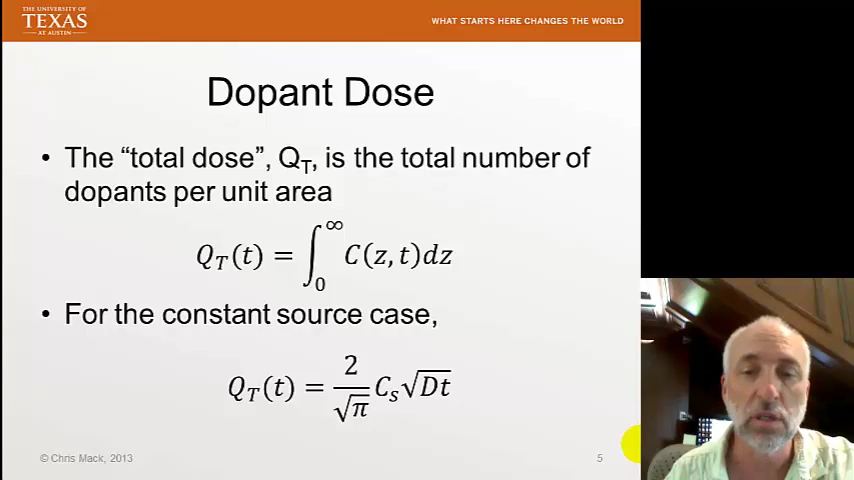 THE UNIVERSITY OF
TEXAS
AT AUSTIN
WHAT STARTS HERE CHANGES THE WORLD
Dopant Dose
• The “total dose”, Q_T, is the total number of
dopants per unit area
Q_T(t) = ∫_0^∞ C(z, t)dz
• For the constant source case,
Q_T(t) = 2/√π C_s√Dt
© Chris Mack, 2013
5